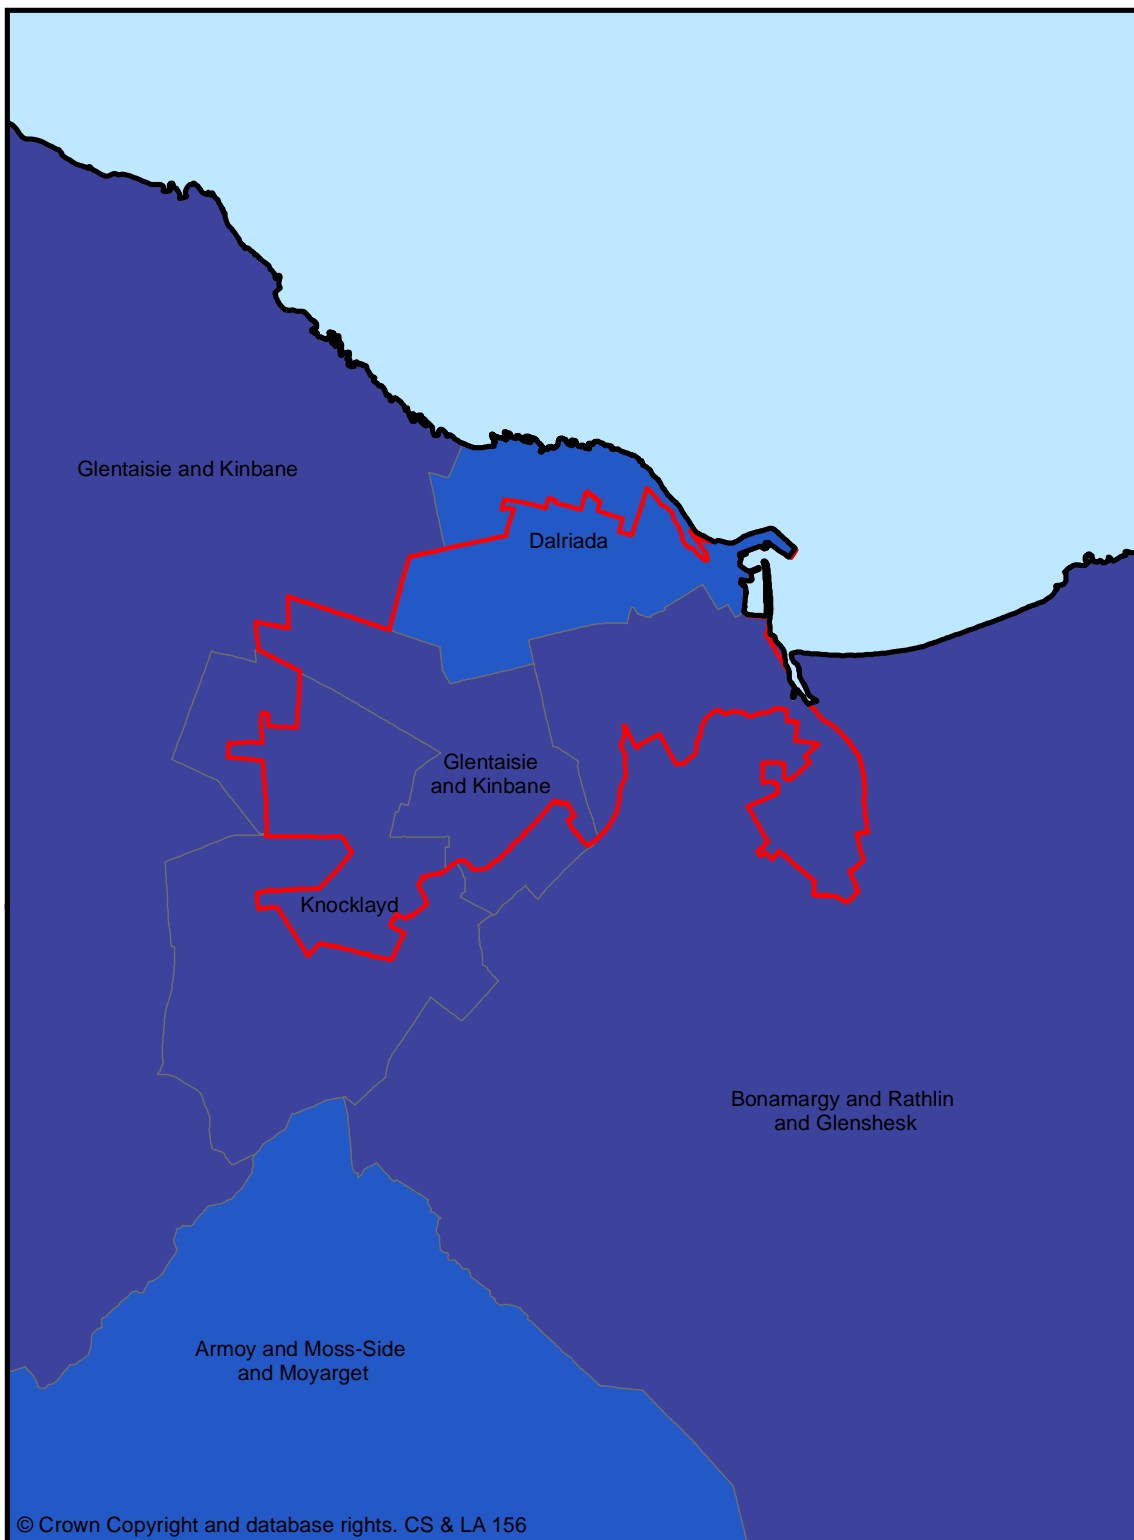 Glentaisie and Kinbane
Dalriada
Glentaisie
and Kinbane
Knocklayd
Bonamargy and Rathlin
and Glenshesk
Armoy and Moss-Side
and Moyarget
© Crown Copyright and database rights. CS & LA 156